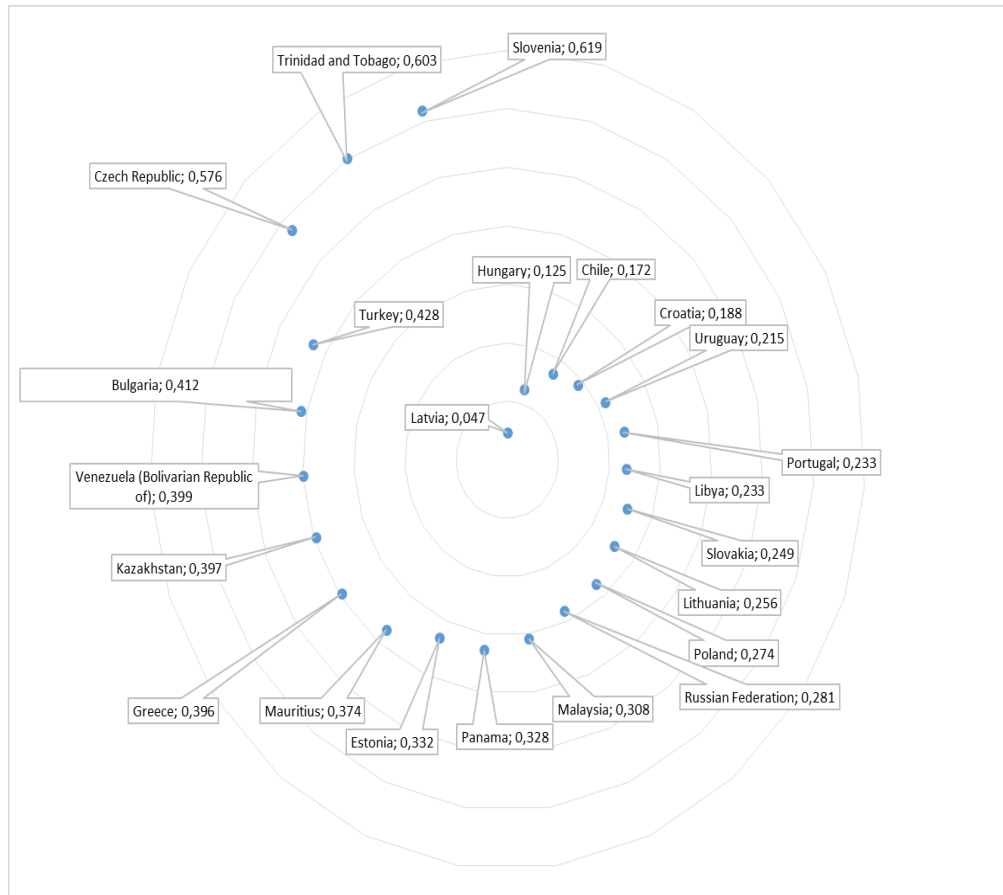 Slovenia; 0,619
Trinidad and Tobago; 0,603
Czech Republic; 0,576
Hungary; 0,125
Chile; 0,172
Croatia; 0,188
Uruguay; 0,215
Turkey; 0,428
Bulgaria; 0,412
Latvia; 0,047
Portugal; 0,233
Venezuela (Bolivarian Republic
of); 0,399
Libya; 0,233
Slovakia; 0,249
Kazakhstan; 0,397
Lithuania; 0,256
Poland; 0,274
Russian Federation; 0,281
Greece; 0,396
Mauritius; 0,374
Malaysia; 0,308
Estonia; 0,332
Panama; 0,328